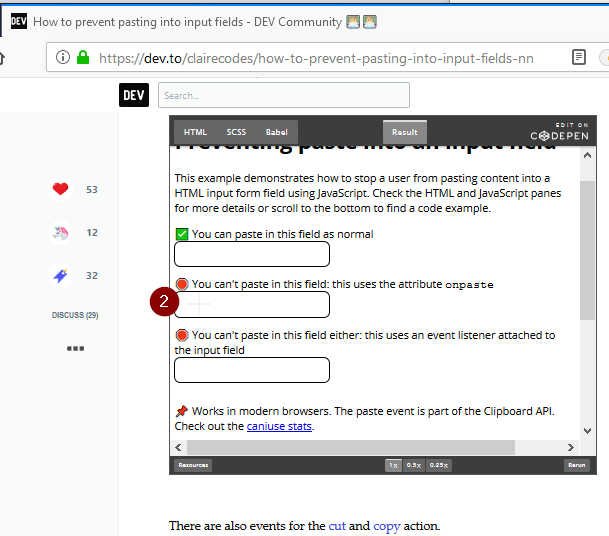 DEV How to prevent pasting into input fields - DEV Community
https://dev.to/clairecodes/how-to-prevent-pasting-into-input-fields-nn
DEV Search...
HTML SCSS Babel Result EDIT ON CODEPEN
Preventing paste into an input field
This example demonstrates how to stop a user from pasting content into a
HTML input form field using JavaScript. Check the HTML and JavaScript panes
for more details or scroll to the bottom to find a code example.
53
✅ You can paste in this field as normal
12
32
🔴 You can't paste in this field: this uses the attribute onpaste
2
DISCUSS (29)
🔴 You can't paste in this field either: this uses an event listener attached to
the input field
📌 Works in modern browsers. The paste event is part of the Clipboard API.
Check out the caniuse stats.
Resources 1x 0.5x 0.25x Rerun
There are also events for the cut and copy action.